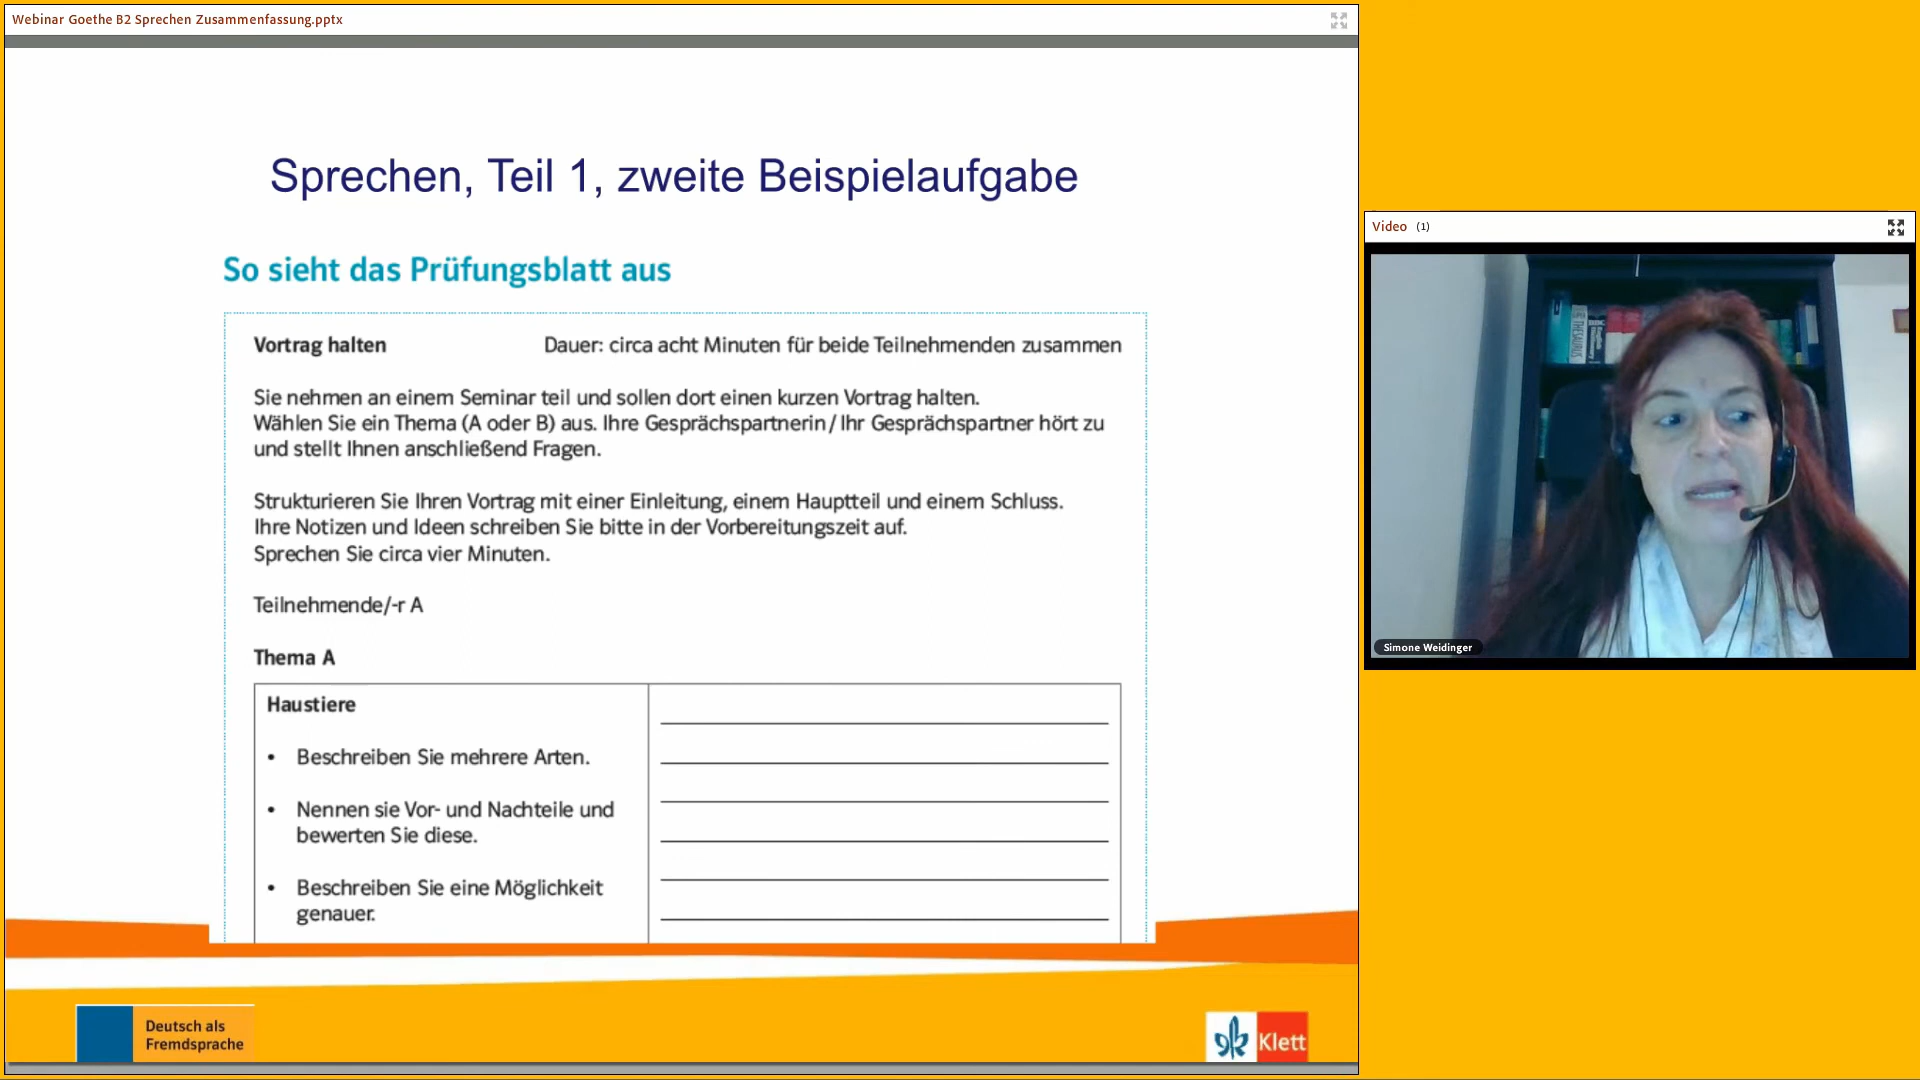 Webinar Goethe B2 Sprechen Zusammenfassung.pptx
Sprechen, Teil 1, zweite Beispielaufgabe
So sieht das Prüfungsblatt aus
Vortrag halten Dauer: circa acht Minuten für beide Teilnehmenden zusammen
Sie nehmen an einem Seminar teil und sollen dort einen kurzen Vortrag halten.
Wählen Sie ein Thema (A oder B) aus. Ihre Gesprächspartnerin / Ihr Gesprächspartner hört zu
und stellt Ihnen anschließend Fragen.
Strukturieren Sie Ihren Vortrag mit einer Einleitung, einem Hauptteil und einem Schluss.
Ihre Notizen und Ideen schreiben Sie bitte in der Vorbereitungszeit auf.
Sprechen Sie circa vier Minuten.
Teilnehmende/-r A
Thema A
Haustiere
• Beschreiben Sie mehrere Arten.
• Nennen sie Vor- und Nachteile und
bewerten Sie diese.
• Beschreiben Sie eine Möglichkeit
genauer.
Deutsch als
Fremdsprache
Klett
Video (1)
THESAURUS
Simone Weidinger